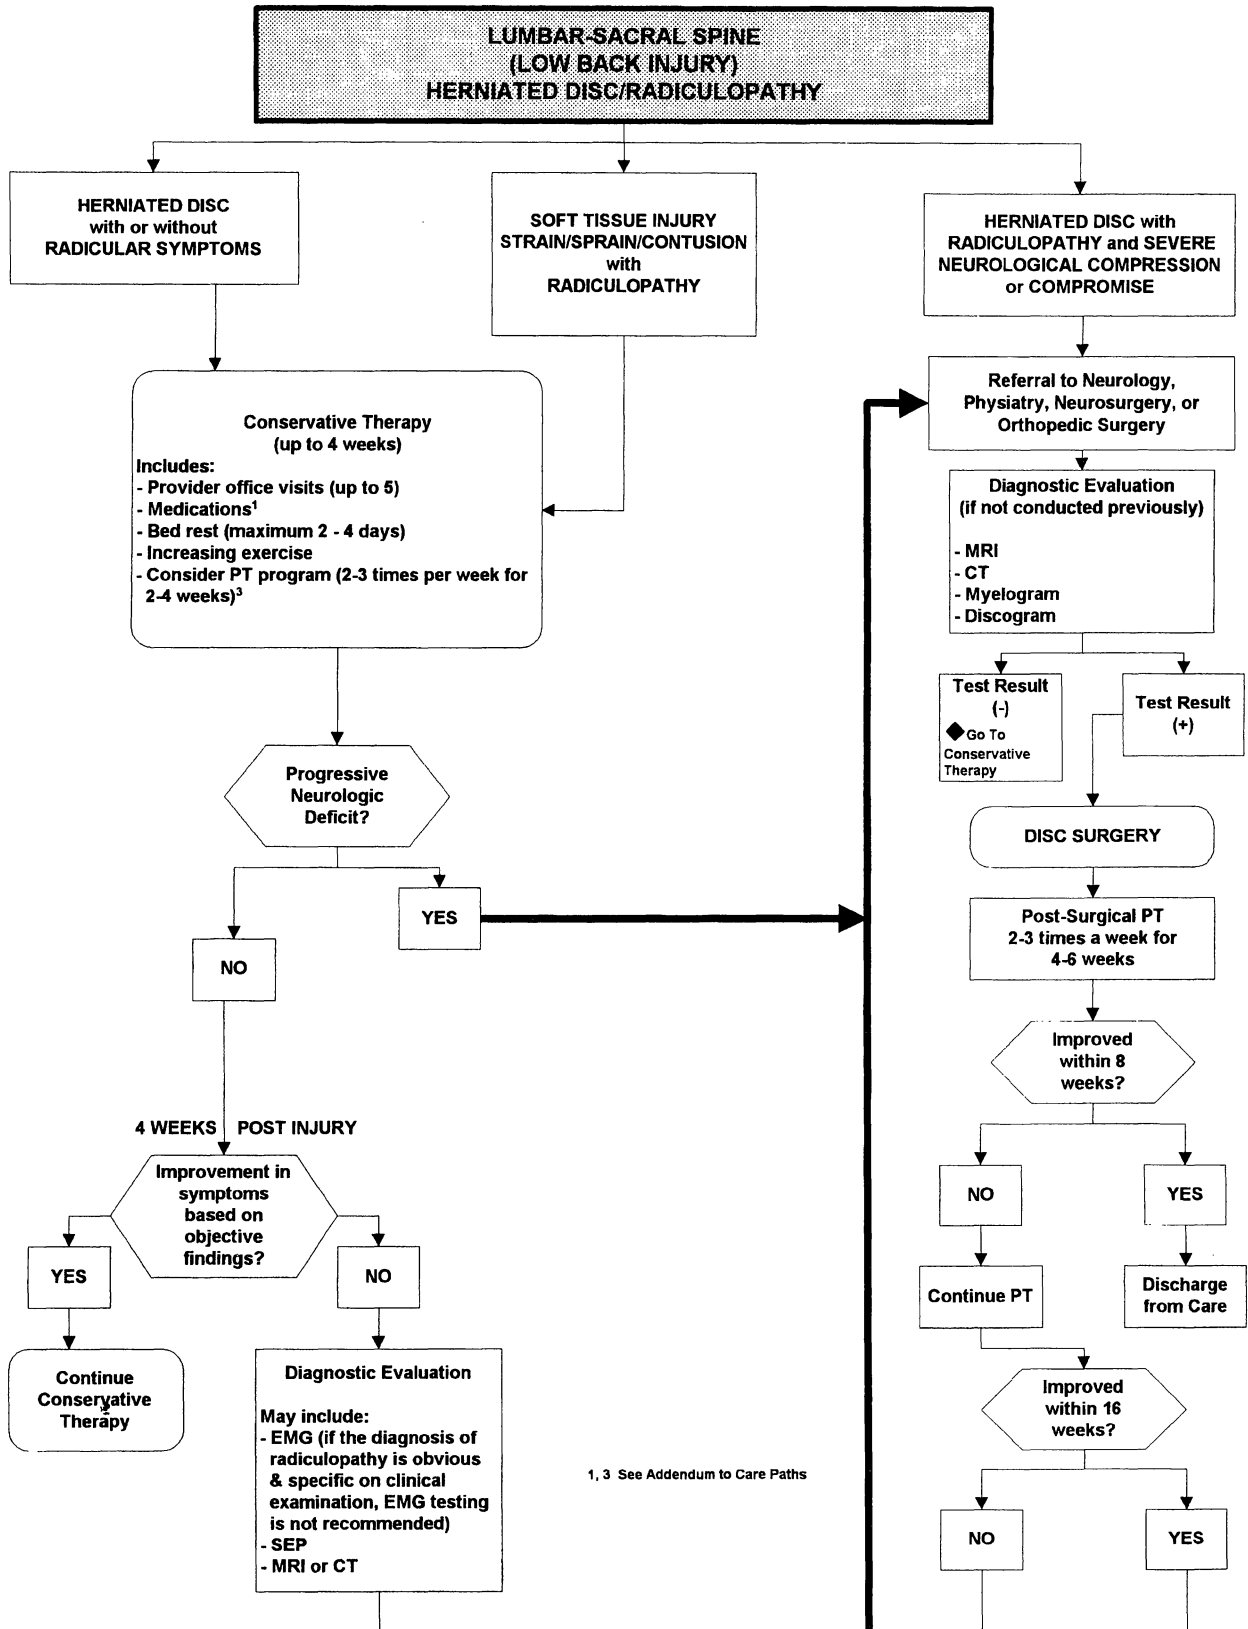 LUMBAR-SACRAL SPINE
(LOW BACK INJURY)
HERNIATED DISC/RADICULOPATHY
HERNIATED DISC
with or without
RADICULAR SYMPTOMS
SOFT TISSUE INJURY
STRAIN/SPRAIN/CONTUSION
with
RADICULOPATHY
HERNIATED DISC with
RADICULOPATHY and SEVERE
NEUROLOGICAL COMPRESSION
or COMPROMISE
Conservative Therapy
(up to 4 weeks)
Includes:
- Provider office visits (up to 5)
- Medications¹
- Bed rest (maximum 2 - 4 days)
- Increasing exercise
- Consider PT program (2-3 times per week for
2-4 weeks)³
Referral to Neurology,
Physiatry, Neurosurgery, or
Orthopedic Surgery
Diagnostic Evaluation
(if not conducted previously)
- MRI
- CT
- Myelogram
- Discogram
Test Result
(-)
◆ Go To
Conservative
Therapy
Test Result
(+)
Progressive
Neurologic
Deficit?
DISC SURGERY
YES
NO
Post-Surgical PT
2-3 times a week for
4-6 weeks
Improved
within 8
weeks?
4 WEEKS POST INJURY
Improvement in
symptoms
based on
objective
findings?
YES
NO
NO
YES
Continue PT
Discharge
from Care
Continue
Conservative
Therapy
Diagnostic Evaluation
May include:
- EMG (if the diagnosis of
radiculopathy is obvious
& specific on clinical
examination, EMG testing
is not recommended)
- SEP
- MRI or CT
1, 3 See Addendum to Care Paths
Improved
within 16
weeks?
NO
YES